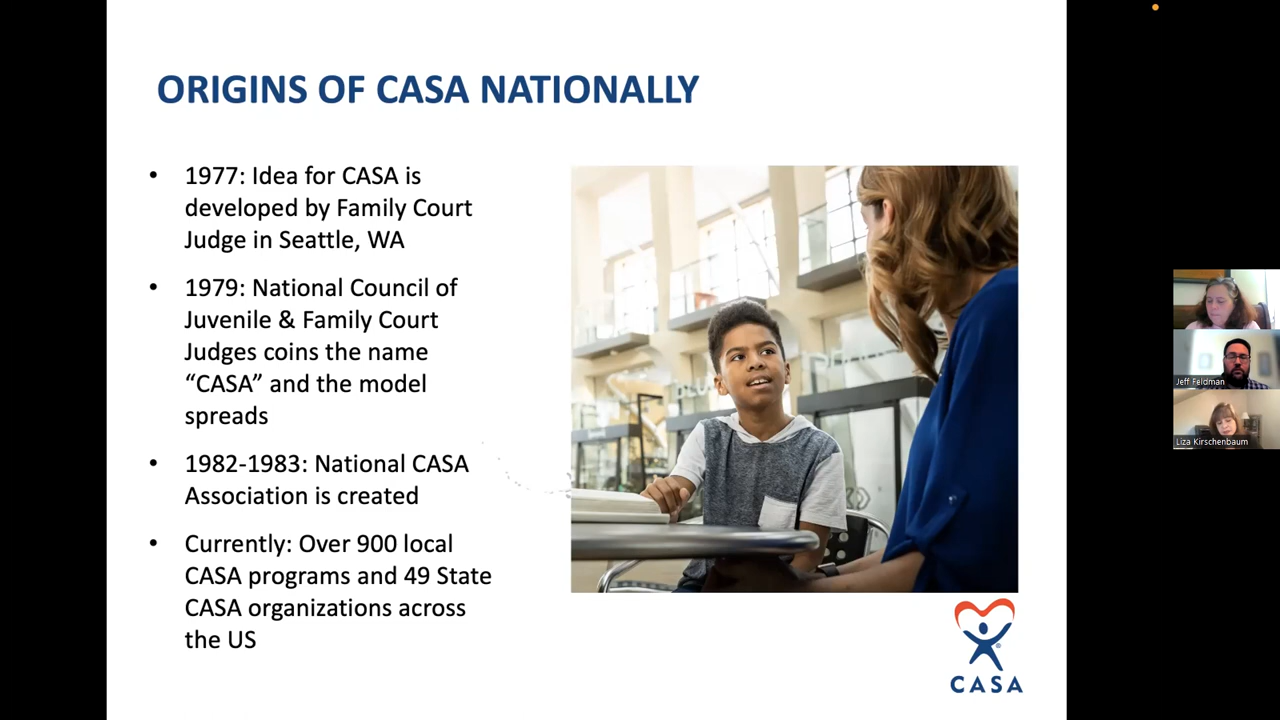 ORIGINS OF CASA NATIONALLY
• 1977: Idea for CASA is
developed by Family Court
Judge in Seattle, WA
• 1979: National Council of
Juvenile & Family Court
Judges coins the name
“CASA” and the model
spreads
• 1982-1983: National CASA
Association is created
• Currently: Over 900 local
CASA programs and 49 State
CASA organizations across
the US
CASA
Jeff Feldman
Liza Kirschenbaum